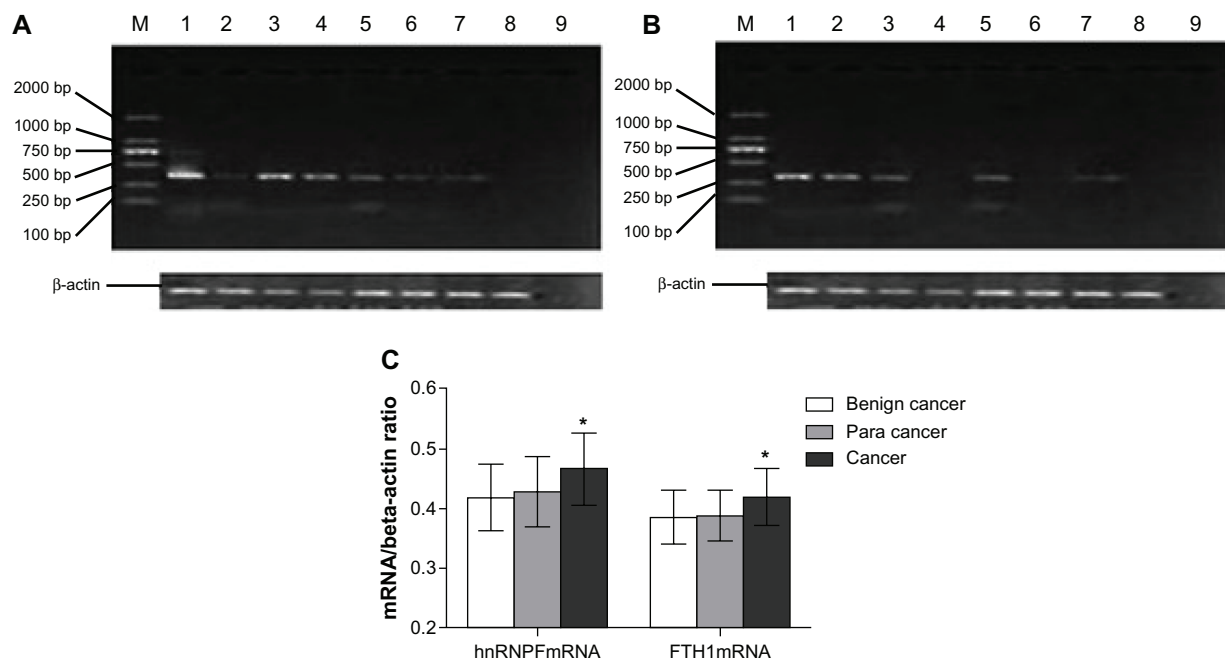 A
M 1 2 3 4 5 6 7 8 9
2000 bp
1000 bp
750 bp
500 bp
250 bp
100 bp
β-actin
B
M 1 2 3 4 5 6 7 8 9
2000 bp
1000 bp
750 bp
500 bp
250 bp
100 bp
β-actin
C
mRNA/beta-actin ratio
0.6
0.5
0.4
0.3
0.2
*
*
hnRNPFmRNA
FTH1mRNA
Benign cancer
Para cancer
Cancer